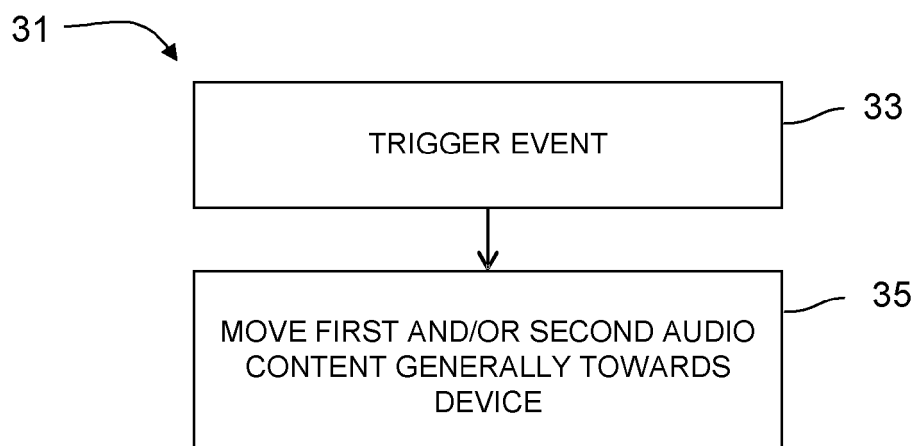 31
33
TRIGGER EVENT
35
MOVE FIRST AND/OR SECOND AUDIO
CONTENT GENERALLY TOWARDS
DEVICE